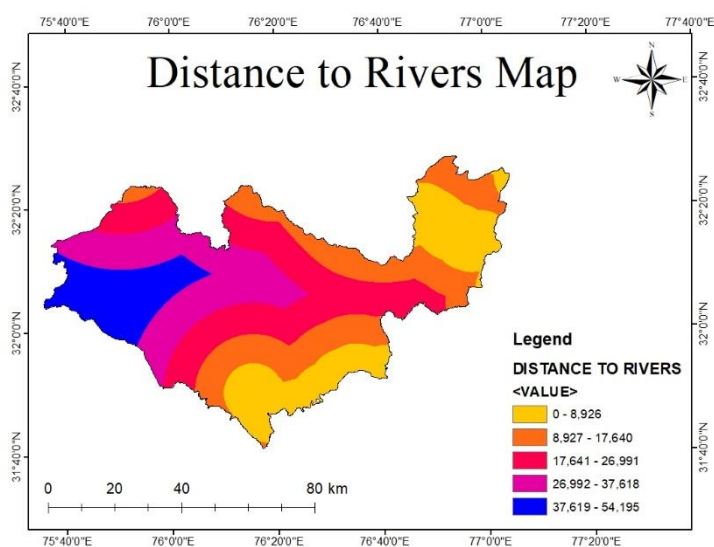 75°40'0"E 76°0'0"E 76°20'0"E 76°40'0"E 77°0'0"E 77°20'0"E 77°40'0"E
Distance to Rivers Map
N
W E
S
32°40'0"N 32°40'0"N
32°20'0"N 32°20'0"N
32°0'0"N 32°0'0"N
31°40'0"N 31°40'0"N
Legend
DISTANCE TO RIVERS
<VALUE>
0 - 8,926
8,927 - 17,640
17,641 - 26,991
26,992 - 37,618
37,619 - 54,195
0 20 40 80 km
75°40'0"E 76°0'0"E 76°20'0"E 76°40'0"E 77°0'0"E 77°20'0"E